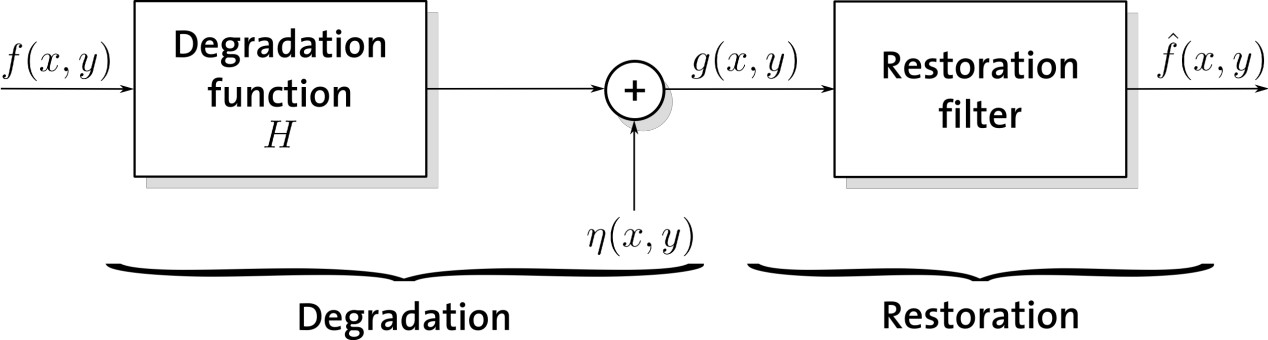 f(x, y)
Degradation
function
H
+
g(x, y)
Restoration
filter
f̂(x, y)
η(x, y)
Degradation
Restoration